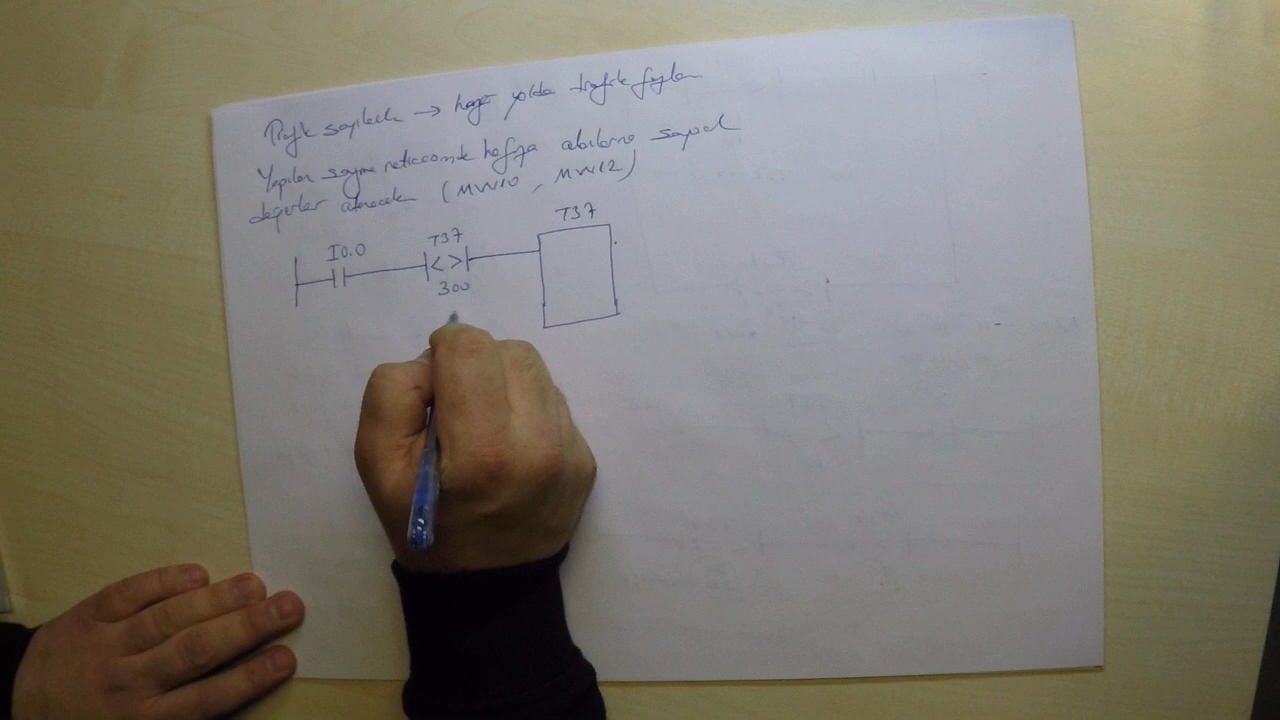 Trafik sayılacak → hangi yolda trafik fazla
Yapılan sayma neticesinde hafıza alanlarına sayısal
değerler atanacak (MW10, MW12)
T37
I0.0 T37
<>
300